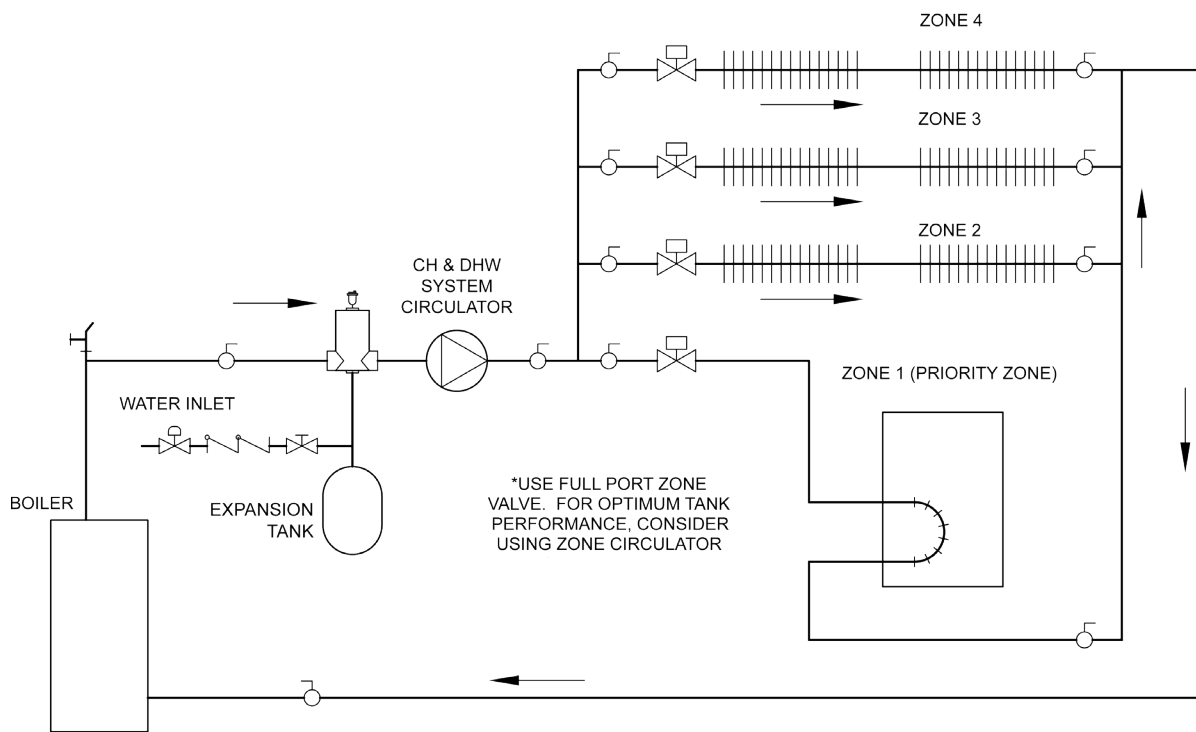 ZONE 4
ZONE 3
ZONE 2
CH & DHW
SYSTEM
CIRCULATOR
ZONE 1 (PRIORITY ZONE)
WATER INLET
*USE FULL PORT ZONE
VALVE. FOR OPTIMUM TANK
PERFORMANCE, CONSIDER
USING ZONE CIRCULATOR
BOILER
EXPANSION
TANK